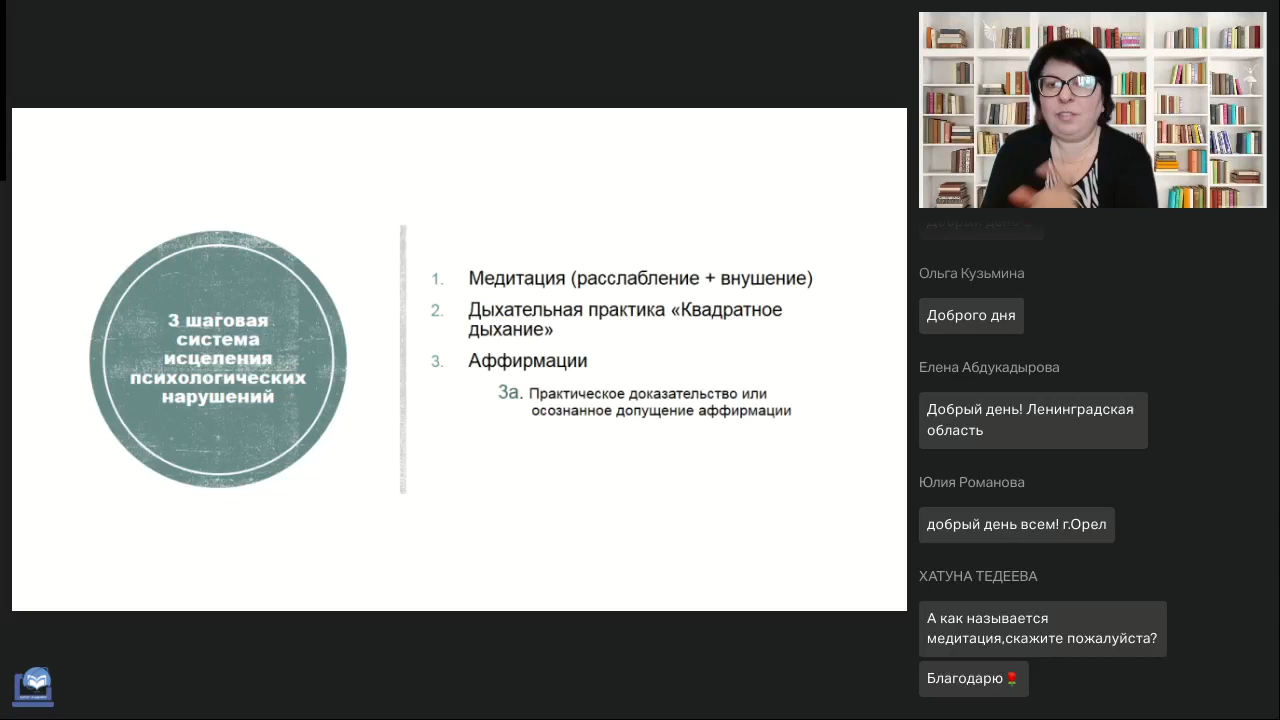 3 шаговая
система
исцеления
психологических
нарушений
1. Медитация (расслабление + внушение)
2. Дыхательная практика «Квадратное
дыхание»
3. Аффирмации
3а. Практическое доказательство или
осознанное допущение аффирмации
Ольга Кузьмина
Доброго дня
Елена Абдукадырова
Добрый день! Ленинградская
область
Юлия Романова
добрый день всем! г.Орел
ХАТУНА ТЕДЕЕВА
А как называется
медитация,скажите пожалуйста?
Благодарю🌹